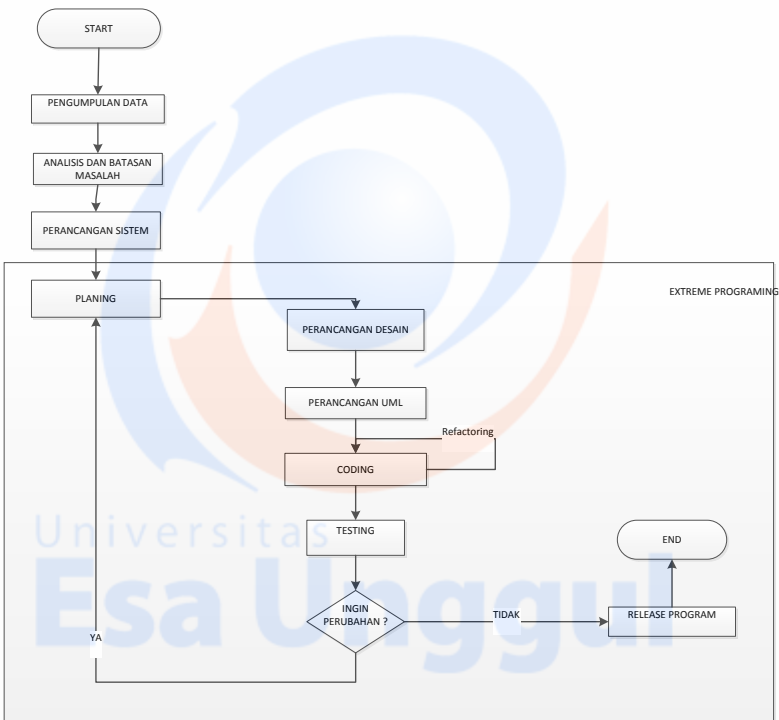 START
PENGUMPULAN DATA
ANALISIS DAN BATASAN
MASALAH
PERANCANGAN SISTEM
EXTREME PROGRAMING
PLANING
PERANCANGAN DESAIN
PERANCANGAN UML
Refactoring
CODING
TESTING
INGIN
PERUBAHAN ?
YA
TIDAK
RELEASE PROGRAM
END
Universitas
Esa Unggul